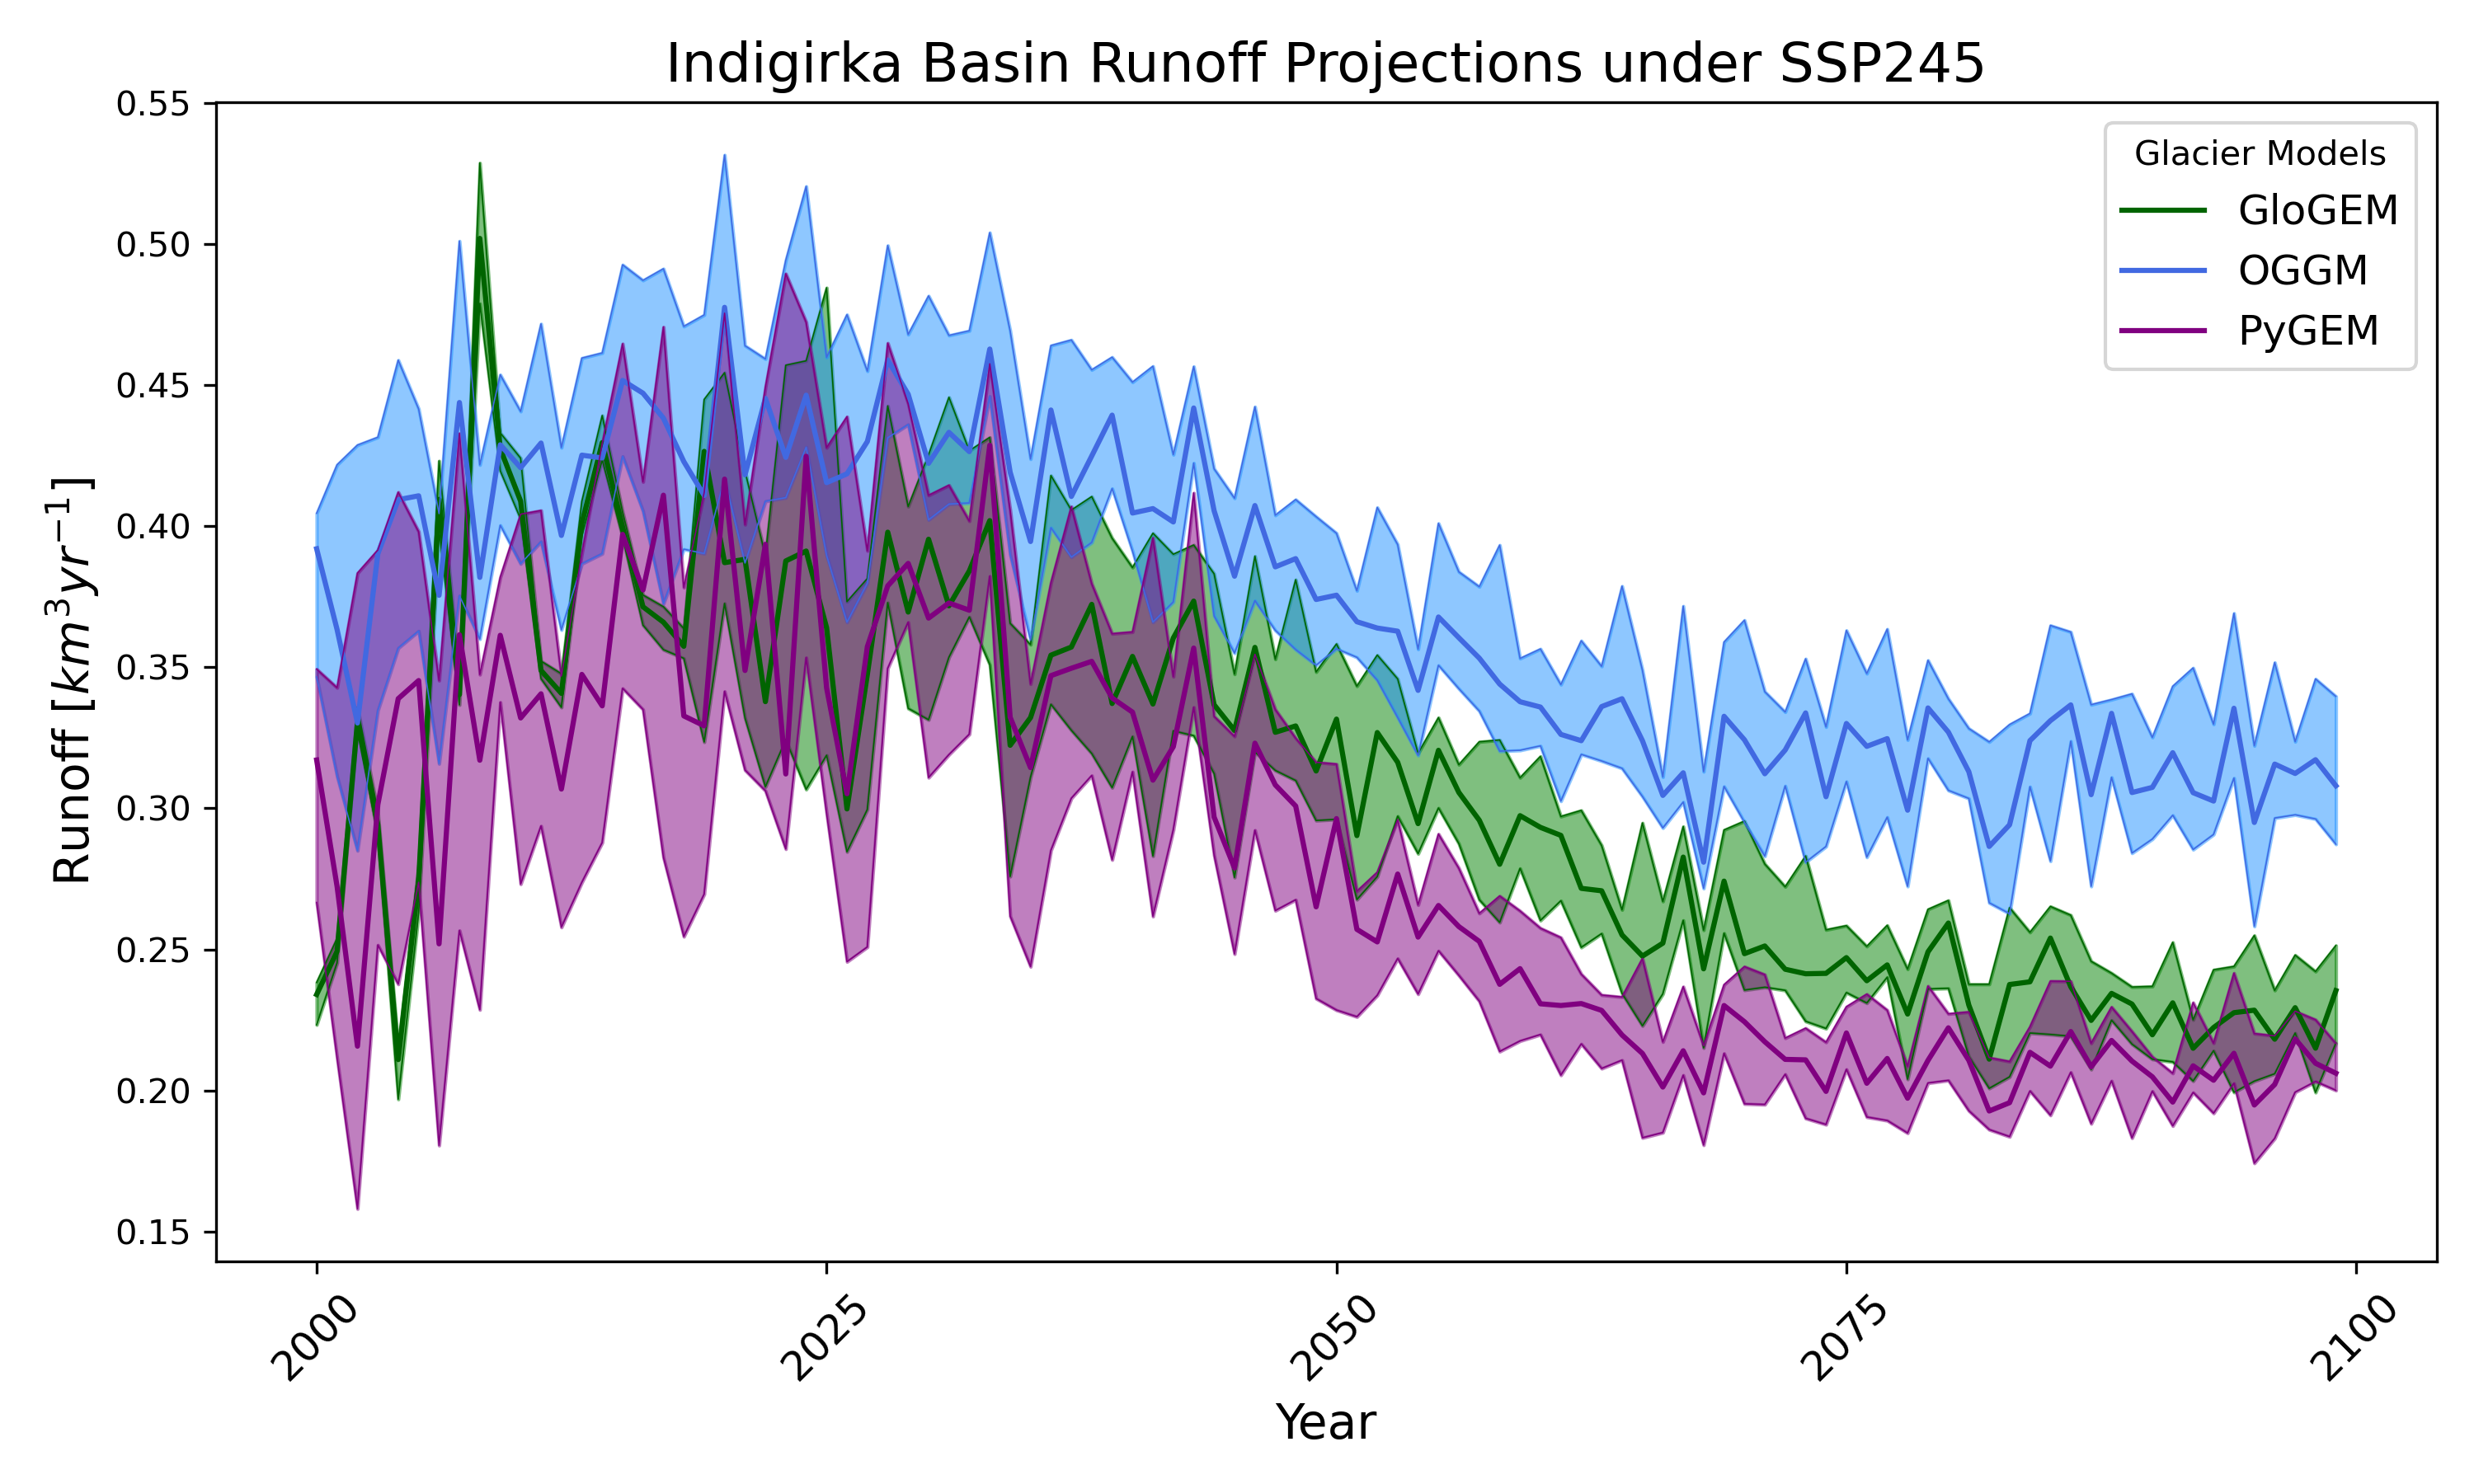 Indigirka Basin Runoff Projections under SSP245
0.55
0.50
0.45
0.40
0.35
0.30
0.25
0.20
0.15
Runoff [km³yr⁻¹]
Glacier Models
GloGEM
OGGM
PyGEM
2000
2025
2050
2075
2100
Year